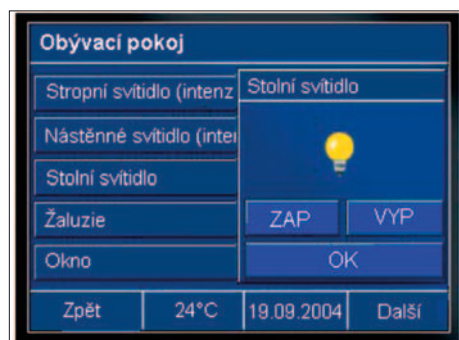 Obývací pokoj
Stropní svítidlo (intenz
Nástěnné svítidlo (inter
Stolní svítidlo
Žaluzie
Okno
Stolní svítidlo
ZAP
VYP
OK
Zpět
24°C
19.09.2004
Další